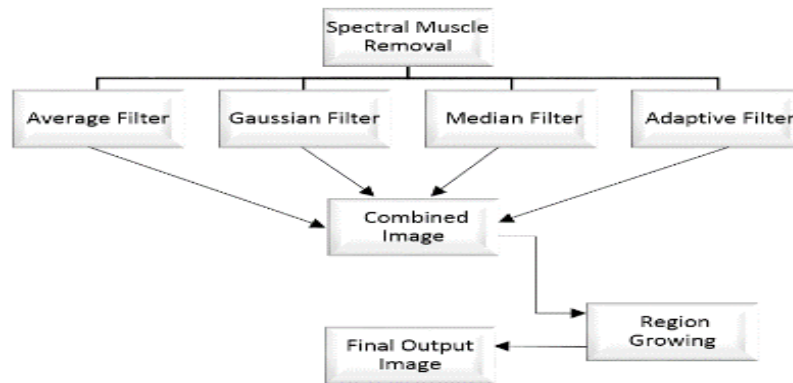 Spectral Muscle
Removal
Average Filter
Gaussian Filter
Median Filter
Adaptive Filter
Combined
Image
Region
Growing
Final Output
Image